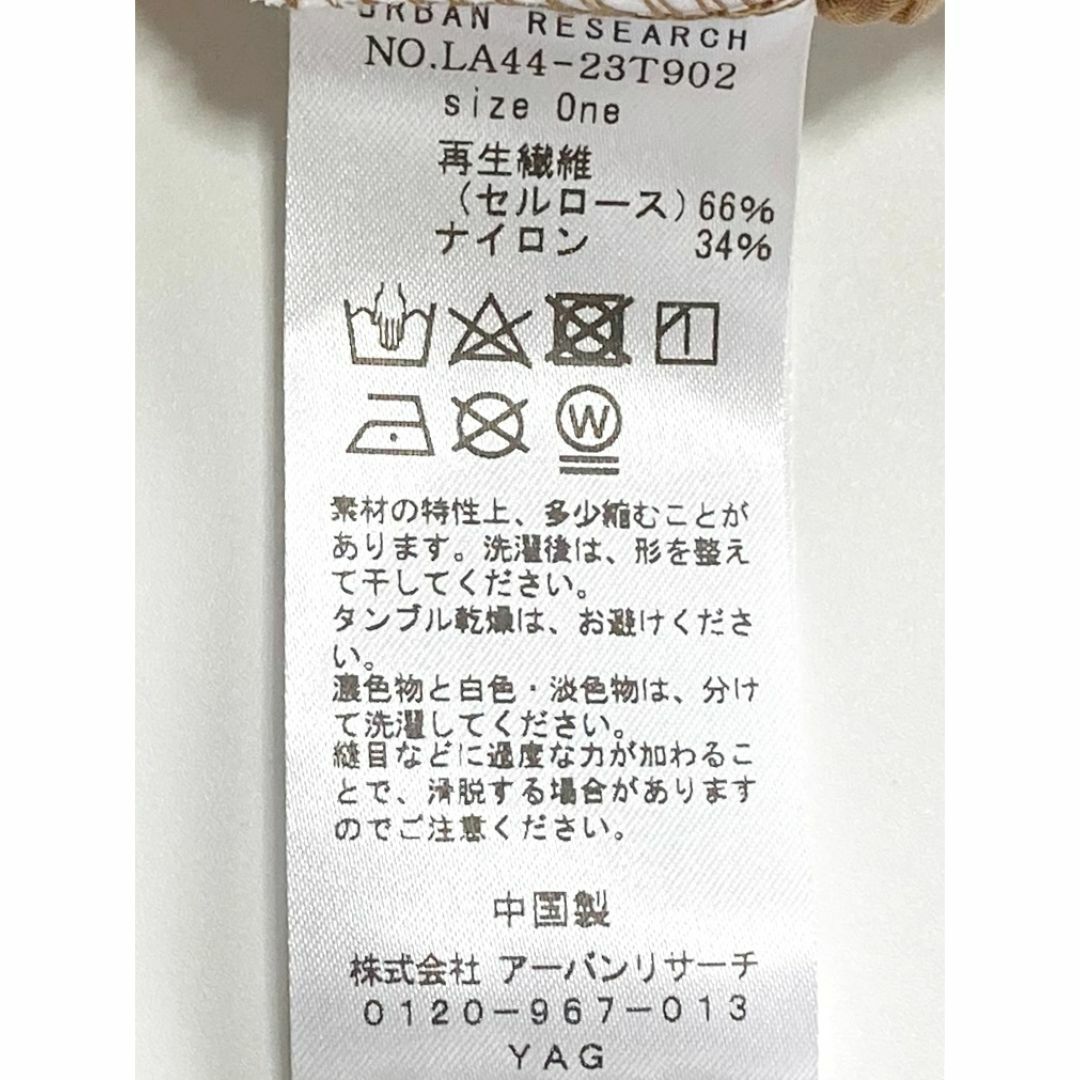 URBAN RESEARCH
NO.LA44-23T902
size One
再生繊維
(セルロース)66%
ナイロン 34%
W
素材の特性上、多少縮むことが
あります。洗濯後は、形を整え
て干してください。
タンブル乾燥は、お避けくださ
い。
濃色物と白色・淡色物は、分け
て洗濯してください。
縫目などに過度な力が加わるこ
とで、滑脱する場合があります
のでご注意ください。
中国製
株式会社 アーバンリサーチ
0120-967-013
YAG